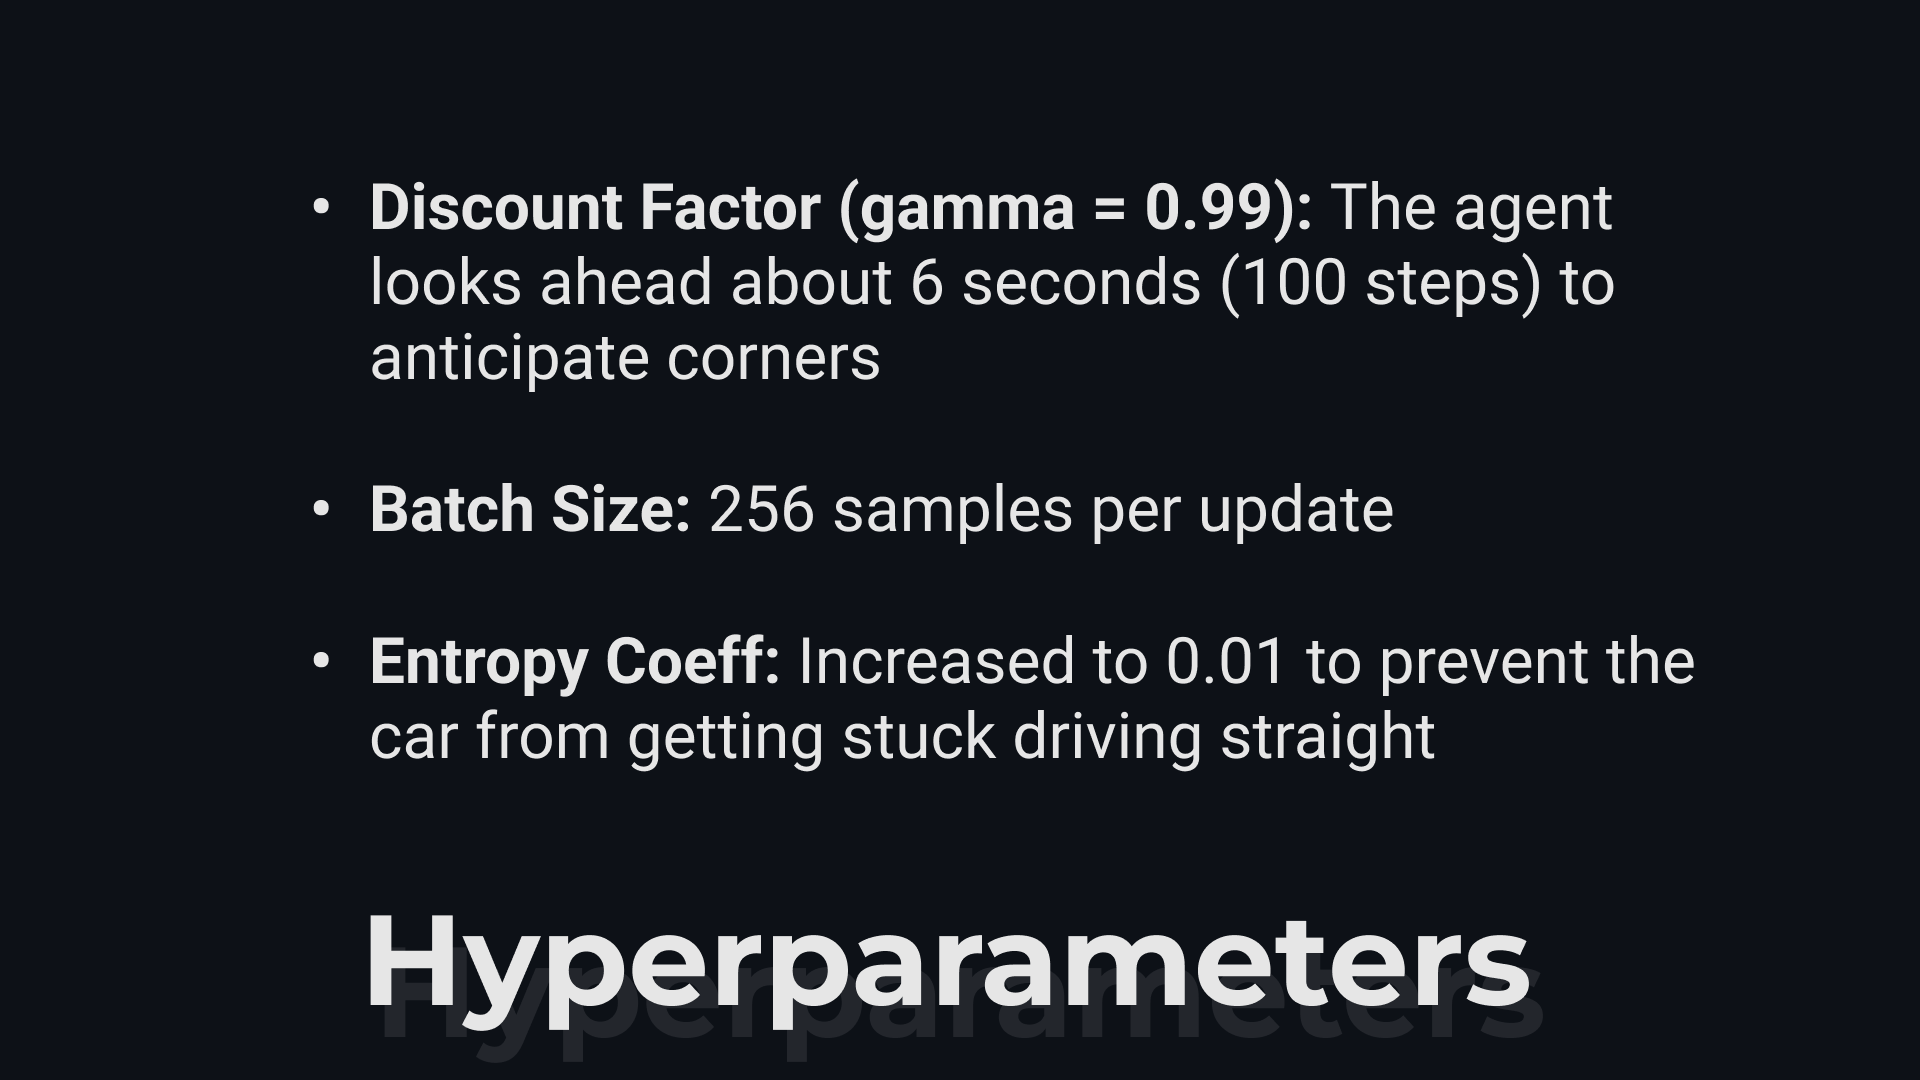 • Discount Factor (gamma = 0.99): The agent
looks ahead about 6 seconds (100 steps) to
anticipate corners
• Batch Size: 256 samples per update
• Entropy Coeff: Increased to 0.01 to prevent the
car from getting stuck driving straight
Hyperparameters